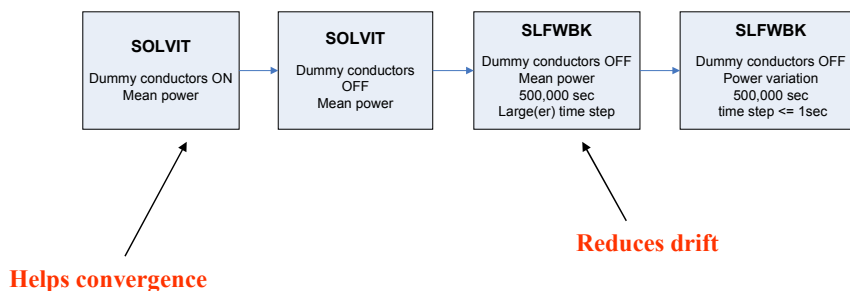 SOLVIT
Dummy conductors ON
Mean power
SOLVIT
Dummy conductors
OFF
Mean power
SLFWBK
Dummy conductors OFF
Mean power
500,000 sec
Large(er) time step
SLFWBK
Dummy conductors OFF
Power variation
500,000 sec
time step <= 1sec
Reduces drift
Helps convergence